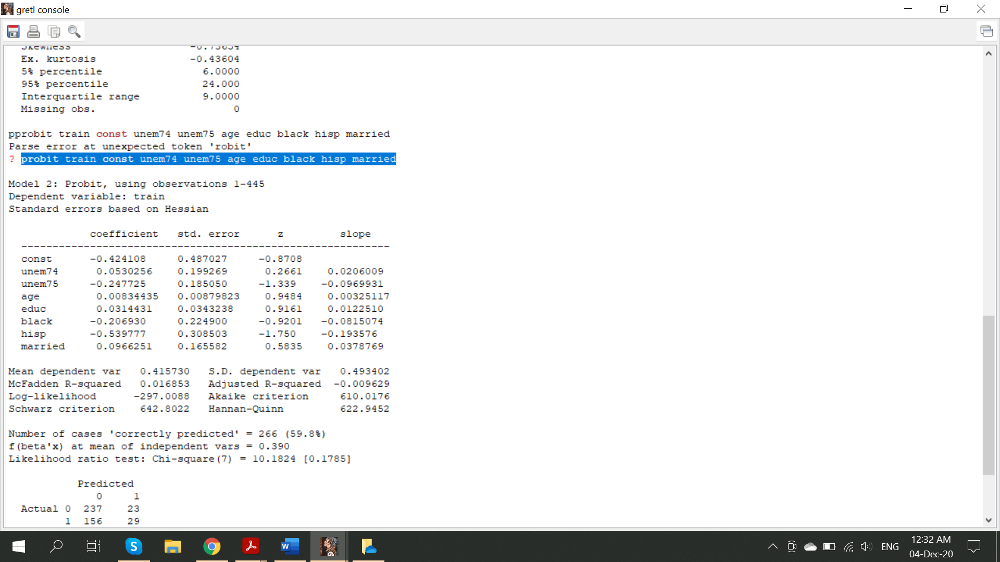 gretl console
Skewness -0.73654
Ex. kurtosis -0.43604
5% percentile 6.0000
95% percentile 24.000
Interquartile range 9.0000
Missing obs. 0
pprobit train const unem74 unem75 age educ black hisp married
Parse error at unexpected token 'robit'
? probit train const unem74 unem75 age educ black hisp married
Model 2: Probit, using observations 1-445
Dependent variable: train
Standard errors based on Hessian
coefficient std. error z slope
------------------------------------------------------------
const -0.424108 0.487027 -0.8708
unem74 0.0530256 0.199269 0.2661 0.0206009
unem75 -0.247725 0.185050 -1.339 -0.0969931
age 0.00834435 0.00879823 0.9484 0.00325117
educ 0.0314431 0.0343238 0.9161 0.0122510
black -0.206930 0.224900 -0.9201 -0.0815074
hisp -0.539777 0.308503 -1.750 -0.193576
married 0.0966251 0.165582 0.5835 0.0378769
Mean dependent var 0.415730 S.D. dependent var 0.493402
McFadden R-squared 0.016853 Adjusted R-squared -0.009629
Log-likelihood -297.0088 Akaike criterion 610.0176
Schwarz criterion 642.8022 Hannan-Quinn 622.9452
Number of cases 'correctly predicted' = 266 (59.8%)
f(beta'x) at mean of independent vars = 0.390
Likelihood ratio test: Chi-square(7) = 10.1824 [0.1785]
Predicted
0 1
Actual 0 237 23
1 156 29
ENG
12:32 AM
04-Dec-20